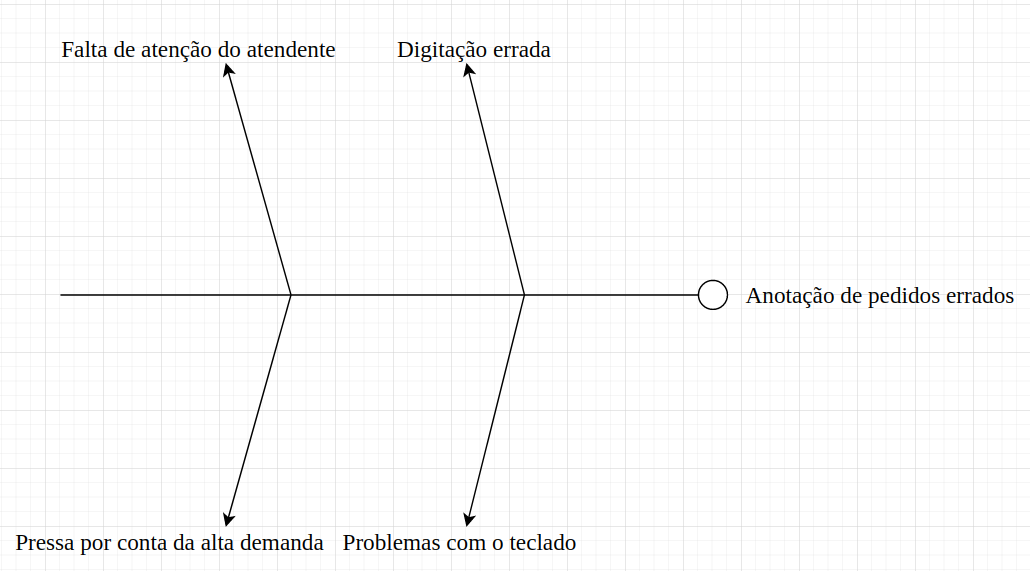 Falta de atenção do atendente
Digitação errada
Anotação de pedidos errados
Pressa por conta da alta demanda
Problemas com o teclado